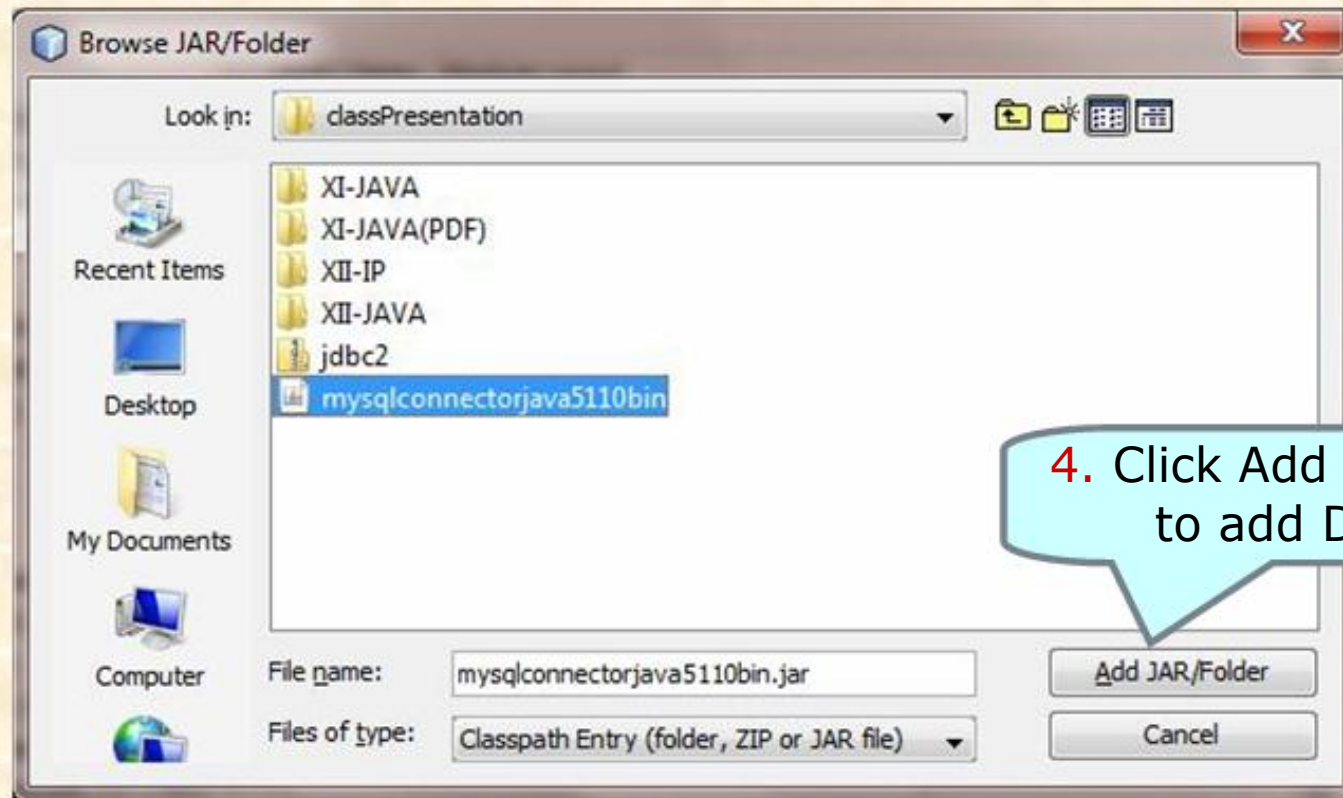 Browse JAR/Folder
Look in:
classPresentation
XI-JAVA
XI-JAVA(PDF)
XII-IP
XII-JAVA
jdbc2
mysqlconnectorjava5110bin
Recent Items
Desktop
My Documents
Computer
4. Click Add
to add
File name:
mysqlconnectorjava5110bin.jar
Add JAR/Folder
Files of type:
Classpath Entry (folder, ZIP or JAR file)
Cancel